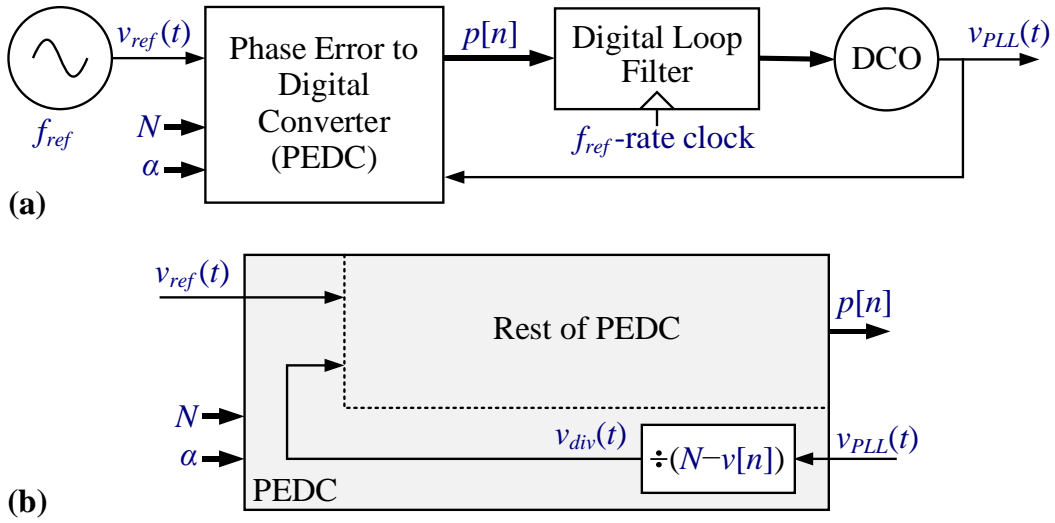 v_ref(t)
f_ref
N
α
Phase Error to
Digital
Converter
(PEDC)
p[n]
Digital Loop
Filter
f_ref-rate clock
DCO
v_PLL(t)
(a)
v_ref(t)
Rest of PEDC
p[n]
N
α
v_div(t)
÷(N−v[n])
v_PLL(t)
PEDC
(b)